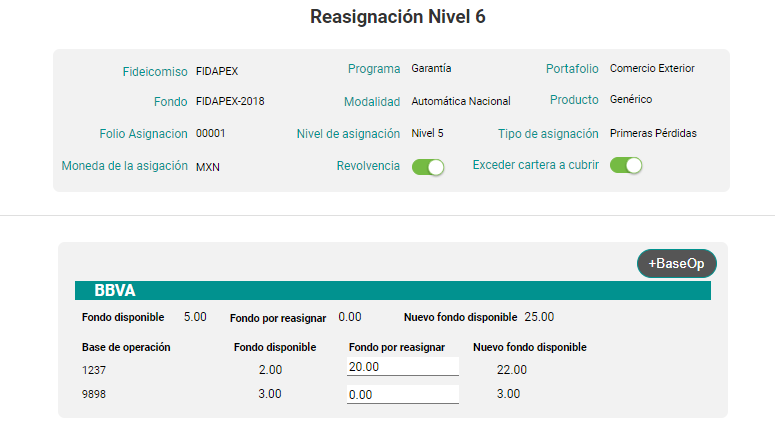 Reasignación Nivel 6
Fideicomiso FIDAPEX Programa Garantía Portafolio Comercio Exterior
Fondo FIDAPEX-2018 Modalidad Automática Nacional Producto Genérico
Folio Asignacion 00001 Nivel de asignación Nivel 5 Tipo de asignación Primeras Pérdidas
Moneda de la asigación MXN Revolvencia Exceder cartera a cubrir
+BaseOp
BBVA
Fondo disponible 5.00 Fondo por reasignar 0.00 Nuevo fondo disponible 25.00
Base de operación Fondo disponible Fondo por reasignar Nuevo fondo disponible
1237 2.00 20.00 22.00
9898 3.00 0.00 3.00